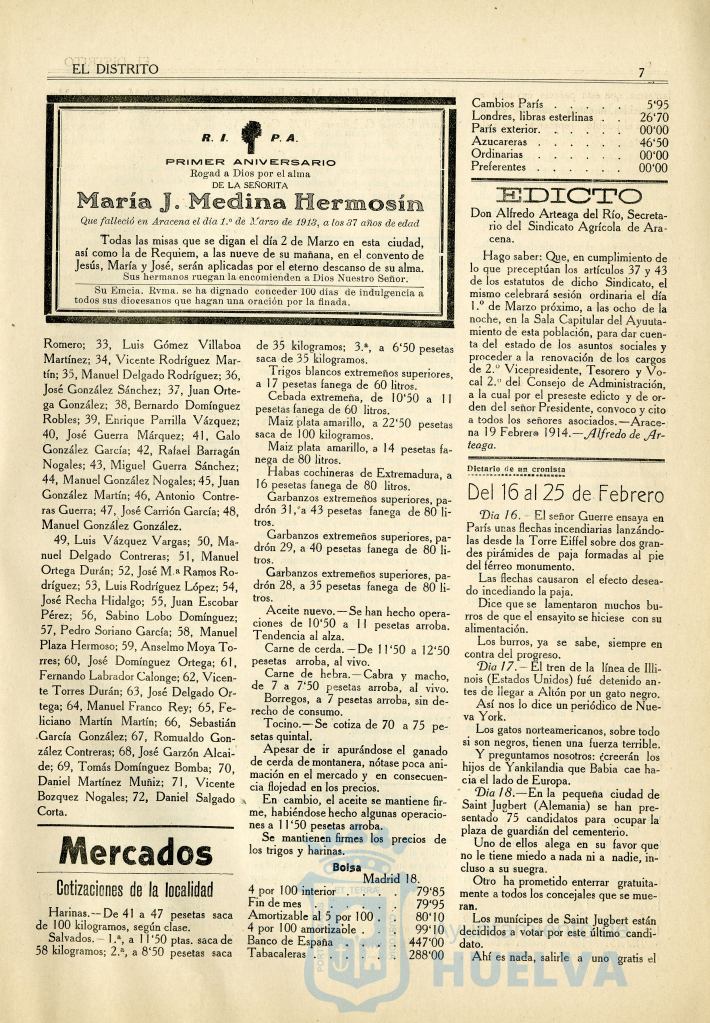 EL DISTRITO
7
R. I. P. A.
PRIMER ANIVERSARIO
Rogad a Dios por el alma
DE LA SEÑORITA
María J. Medina Hermosín
Que falleció en Aracena el día 1.º de Marzo de 1913, a los 37 años de edad
Todas las misas que se digan el día 2 de Marzo en esta ciudad,
así como la de Requiem, a las nueve de su mañana, en el convento de
Jesús, María y José, serán aplicadas por el eterno descanso de su alma.
Sus hermanos ruegan la encomienden a Dios Nuestro Señor.
Su Emcia. Rvma. se ha dignado conceder 100 días de indulgencia a
todos sus diocesanos que hagan una oración por la finada.
Romero; 33, Luis Gómez Villaboa
Martínez; 34, Vicente Rodríguez Mar-
tín; 35, Manuel Delgado Rodríguez; 36,
José González Sánchez; 37, Juan Orte-
ga González; 38, Bernardo Domínguez
Robles; 39, Enrique Parrilla Vázquez;
40, José Guerra Márquez; 41, Galo
González García; 42, Rafael Barragán
Nogales; 43, Miguel Guerra Sánchez;
44, Manuel González Nogales; 45, Juan
González Martín; 46, Antonio Contre-
ras Guerra; 47, José Carrión García; 48,
Manuel González González.
49, Luis Vázquez Vargas; 50, Ma-
nuel Delgado Contreras; 51, Manuel
Ortega Durán; 52, José M.ª Ramos Ro-
dríguez; 53, Luis Rodríguez López; 54,
José Recha Hidalgo; 55, Juan Escobar
Pérez; 56, Sabino Lobo Domínguez;
57, Pedro Soriano García; 58, Manuel
Plaza Hermoso; 59, Anselmo Moya To-
rres; 60, José Domínguez Ortega; 61,
Fernando Labrador Calonge; 62, Vicen-
te Torres Durán; 63, José Delgado Or-
tega; 64, Manuel Franco Rey; 65, Fe-
liciano Martín Martín; 66, Sebastián
García González; 67, Romualdo Gon-
zález Contreras; 68, José Garzón Alcai-
de; 69, Tomás Domínguez Bomba; 70,
Daniel Martínez Muñiz; 71, Vicente
Bozquez Nogales; 72, Daniel Salgado
Corta.
Mercados
Cotizaciones de la localidad
Harinas.—De 41 a 47 pesetas saca
de 100 kilogramos, según clase.
Salvados.—1.ª, a 11'50 ptas. saca de
58 kilogramos; 2.ª, a 8'50 pesetas saca
de 35 kilogramos; 3.ª, a 6'50 pesetas
saca de 35 kilogramos.
Trigos blancos extremeños superiores,
a 17 pesetas fanega de 60 litros.
Cebada extremeña, de 10'50 a 11
pesetas fanega de 60 litros.
Maiz plata amarillo, a 22'50 pesetas
saca de 100 kilogramos.
Maiz plata amarillo, a 14 pesetas fa-
nega de 80 litros.
Habas cochineras de Extremadura, a
16 pesetas fanega de 80 litros.
Garbanzos extremeños superiores, pa-
drón 31, a 43 pesetas fanega de 80 li-
tros.
Garbanzos extremeños superiores, pa-
drón 29, a 40 pesetas fanega de 80 li-
tros.
Garbanzos extremeños superiores, pa-
drón 28, a 35 pesetas fanega de 80 li-
tros.
Aceite nuevo.—Se han hecho opera-
ciones de 10'50 a 11 pesetas arroba.
Tendencia al alza.
Carne de cerda.—De 11'50 a 12'50
pesetas arroba, al vivo.
Carne de hebra.—Cabra y macho,
de 7 a 7'50 pesetas arroba, al vivo.
Borregos, a 7 pesetas arroba, sin de-
recho de consumo.
Tocino.—Se cotiza de 70 a 75 pe-
setas quintal.
Apesar de ir apurándose el ganado
de cerda de montanera, nótase poca ani-
mación en el mercado y en consecuen-
cia flojedad en los precios.
En cambio, el aceite se mantiene fir-
me, habiéndose hecho algunas operacio-
nes a 11'50 pesetas arroba.
Se mantienen firmes los precios de
los trigos y harinas.
Bolsa
Madrid 18.
4 por 100 interior . . . . 79'85
Fin de mes . . . . . 79'95
Amortizable al 5 por 100 . . 80'10
4 por 100 amortizable . . . 99'10
Banco de España . . . . 447'00
Tabacaleras . . . . . 288'00
Cambios París . . . . . 5'95
Londres, libras esterlinas . . 26'70
París exterior. . . . . . 00'00
Azucareras . . . . . . 46'50
Ordinarias . . . . . . 00'00
Preferentes . . . . . . 00'00
EDICTO
Don Alfredo Arteaga del Río, Secreta-
rio del Sindicato Agrícola de Ara-
cena.
Hago saber: Que, en cumplimiento de
lo que preceptúan los artículos 37 y 43
de los estatutos de dicho Sindicato, el
mismo celebrará sesión ordinaria el día
1.º de Marzo próximo, a las ocho de la
noche, en la Sala Capitular del Ayuuta-
miento de esta población, para dar cuen-
ta del estado de los asuntos sociales y
proceder a la renovación de los cargos
de 2.º Vicepresidente, Tesorero y Vo-
cal 2.º del Consejo de Administración,
a la cual por el preseste edicto y de or-
den del señor Presidente, convoco y cito
a todos los señores asociados.—Arace-
na 19 Febrera 1914.—Alfredo de Ar-
teaga.
Dietario de un cronista
Del 16 al 25 de Febrero
Dia 16.—El señor Guerre ensaya en
París unas flechas incendiarias lanzándo-
las desde la Torre Eiffel sobre dos gran-
des pirámides de paja formadas al pie
del férreo monumento.
Las flechas causaron el efecto desea-
do incediando la paja.
Dice que se lamentaron muchos bu-
rros de que el ensayito se hiciese con su
alimentación.
Los burros, ya se sabe, siempre en
contra del progreso.
Dia 17.—El tren de la línea de Illi-
nois (Estados Unidos) fué detenido an-
tes de llegar a Altón por un gato negro.
Así nos lo dice un periódico de Nue-
va York.
Los gatos norteamericanos, sobre todo
si son negros, tienen una fuerza terrible.
Y preguntamos nosotros: ¿creerán los
hijos de Yankilandia que Babia cae ha-
cia el lado de Europa.
Dia 18.—En la pequeña ciudad de
Saint Jugbert (Alemania) se han pre-
sentado 75 candidatos para ocupar la
plaza de guardián del cementerio.
Uno de ellos alega en su favor que
no le tiene miedo a nada ni a nadie, in-
cluso a su suegra.
Otro ha prometido enterrar gratuita-
mente a todos los concejales que se mue-
ran.
Los munícipes de Saint Jugbert están
decididos a votar por este último candi-
dato.
Ahí es nada, salirle a uno gratis el
HUELVA